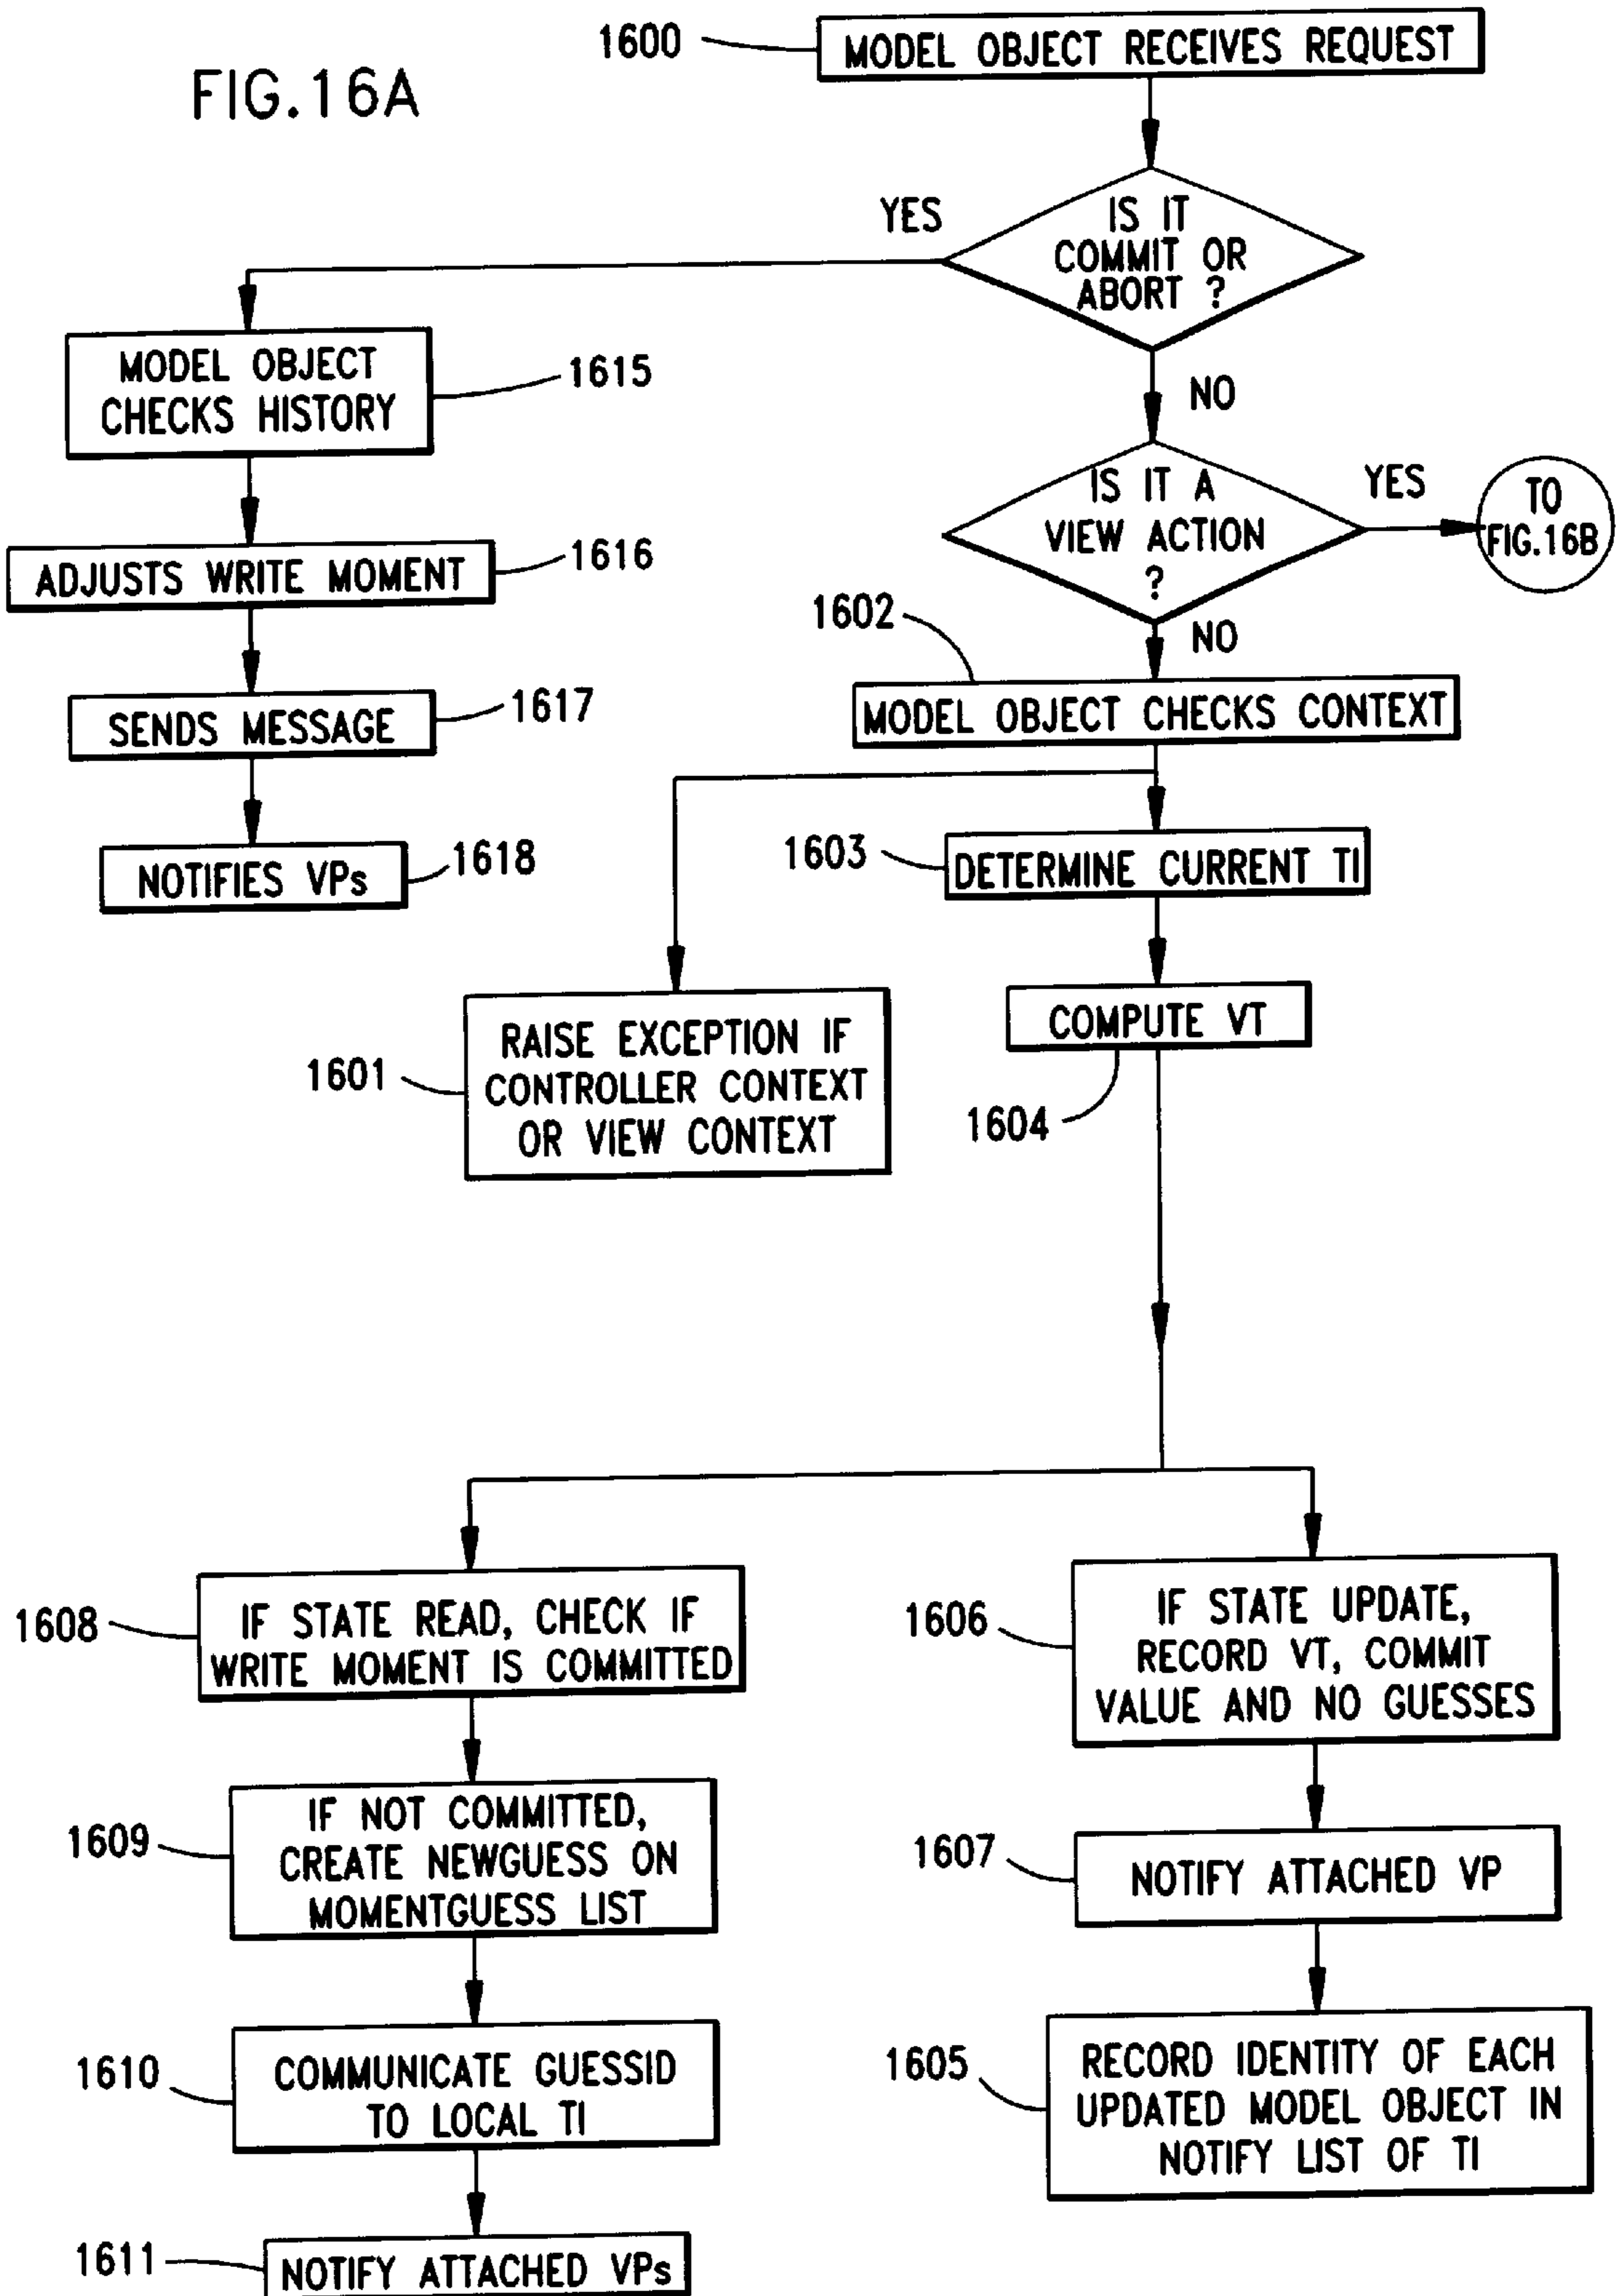 FIG.16A
1600
MODEL OBJECT RECEIVES REQUEST
YES
IS IT
COMMIT OR
ABORT ?
MODEL OBJECT
CHECKS HISTORY
1615
NO
IS IT A
VIEW ACTION
?
YES
TO
FIG.16B
ADJUSTS WRITE MOMENT
1616
1602
NO
SENDS MESSAGE
1617
MODEL OBJECT CHECKS CONTEXT
NOTIFIES VPs
1618
1603
DETERMINE CURRENT TI
1601
RAISE EXCEPTION IF
CONTROLLER CONTEXT
OR VIEW CONTEXT
COMPUTE VT
1604
1608
IF STATE READ, CHECK IF
WRITE MOMENT IS COMMITTED
1606
IF STATE UPDATE,
RECORD VT, COMMIT
VALUE AND NO GUESSES
1609
IF NOT COMMITTED,
CREATE NEWGUESS ON
MOMENTGUESS LIST
1607
NOTIFY ATTACHED VP
1610
COMMUNICATE GUESSID
TO LOCAL TI
1605
RECORD IDENTITY OF EACH
UPDATED MODEL OBJECT IN
NOTIFY LIST OF TI
1611
NOTIFY ATTACHED VPs